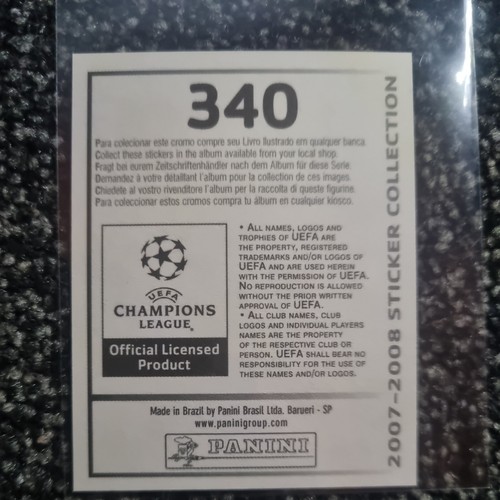 340
Para colecionar este cromo compre seu Livro Ilustrado em qualquer banca.
Collect these stickers in the album available from your local shop.
Fragt bei eurem Zeitschriftenhändler nach dem Album für diese Serie.
Demandez à votre détaillant l'album pour la collection de ces images.
Chiedete al vostro rivenditore l'album per la raccolta di queste figurine.
Para coleccionar estos cromos compra tu álbum en cualquier kiosco.
UEFA
CHAMPIONS
LEAGUE
Official Licensed
Product
• ALL NAMES, LOGOS AND
TROPHIES OF UEFA ARE
THE PROPERTY, REGISTERED
TRADEMARKS AND/OR LOGOS OF
UEFA AND ARE USED HEREIN
WITH THE PERMISSION OF UEFA.
NO REPRODUCTION IS ALLOWED
WITHOUT THE PRIOR WRITTEN
APPROVAL OF UEFA.
• ALL CLUB NAMES, CLUB
LOGOS AND INDIVIDUAL PLAYERS
NAMES ARE THE PROPERTY
OF THE RESPECTIVE CLUB OR
PERSON. UEFA SHALL BEAR NO
RESPONSIBILITY FOR THE USE OF
THESE NAMES AND/OR LOGOS.
2007-2008 STICKER COLLECTION
Made in Brazil by Panini Brasil Ltda. Barueri - SP
www.paninigroup.com
PANINI